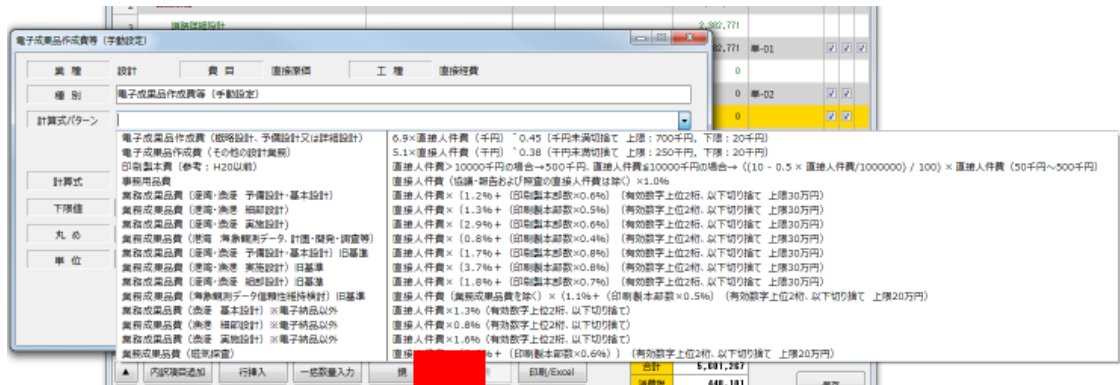 道路詳細設計 2,982,771
電子成果品作成費等（手動設定）
82,771 単-01
業 種 設計 費 目 直接原価 工 種 直接経費 0
種 別 電子成果品作成費等（手動設定） 0 単-02
計算式パターン 0
電子成果品作成費（概略設計、予備設計又は詳細設計） 6.9×直接人件費（千円）^0.45（千円未満切捨て 上限：700千円, 下限：20千円）
電子成果品作成費（その他の設計業務） 5.1×直接人件費（千円）^0.38（千円未満切捨て 上限：250千円, 下限：20千円）
印刷製本費（参考：H20以前） 直接人件費＞10000千円の場合→500千円, 直接人件費≦10000千円の場合→（(10 - 0.5 × 直接人件費/1000000) / 100) × 直接人件費（50千円～500千円）
計算式 事務用品費 直接人件費（協議・報告および照査の直接人件費は除く）×1.0%
業務成果品費（港湾・漁港 予備設計・基本設計） 直接人件費×（1.2%＋（印刷製本部数×0.6%）（有効数字上位2桁、以下切り捨て 上限30万円）
下限値 業務成果品費（港湾・漁港 細部設計） 直接人件費×（1.3%＋（印刷製本部数×0.5%）（有効数字上位2桁、以下切り捨て 上限30万円）
業務成果品費（港湾・漁港 実施設計） 直接人件費×（2.9%＋（印刷製本部数×0.6%）（有効数字上位2桁、以下切り捨て 上限30万円）
丸 め 業務成果品費（港湾 海象観測データ、計画・開発・調査等） 直接人件費×（0.8%＋（印刷製本部数×0.4%）（有効数字上位2桁、以下切り捨て 上限30万円）
業務成果品費（港湾・漁港 予備設計・基本設計）旧基準 直接人件費×（1.7%＋（印刷製本部数×0.8%）（有効数字上位2桁、以下切り捨て 上限30万円）
単 位 業務成果品費（港湾・漁港 実施設計）旧基準 直接人件費×（3.7%＋（印刷製本部数×0.8%）（有効数字上位2桁、以下切り捨て 上限30万円）
業務成果品費（港湾・漁港 細部設計）旧基準 直接人件費×（1.8%＋（印刷製本部数×0.7%）（有効数字上位2桁、以下切り捨て 上限30万円）
業務成果品費（海象観測データ信頼性維持検討）旧基準 直接人件費（業務成果品費を除く）×（1.1%＋（印刷製本部数×0.5%）（有効数字上位2桁、以下切り捨て 上限20万円）
業務成果品費（漁港 基本設計）※電子納品以外 直接人件費×1.3%（有効数字上位2桁、以下切り捨て）
業務成果品費（漁港 細部設計）※電子納品以外 直接人件費×0.8%（有効数字上位2桁、以下切り捨て）
業務成果品費（漁港 実施設計）※電子納品以外 直接人件費×1.6%（有効数字上位2桁、以下切り捨て）
業務成果品費（磁気探査） 直接 %＋（印刷製本部数×0.6%））（有効数字上位2桁、以下切り捨て 上限20万円）
▲ 内訳項目追加 行挿入 一括数量入力 印刷/Excel 合計 5,601,267
消費税 448,101